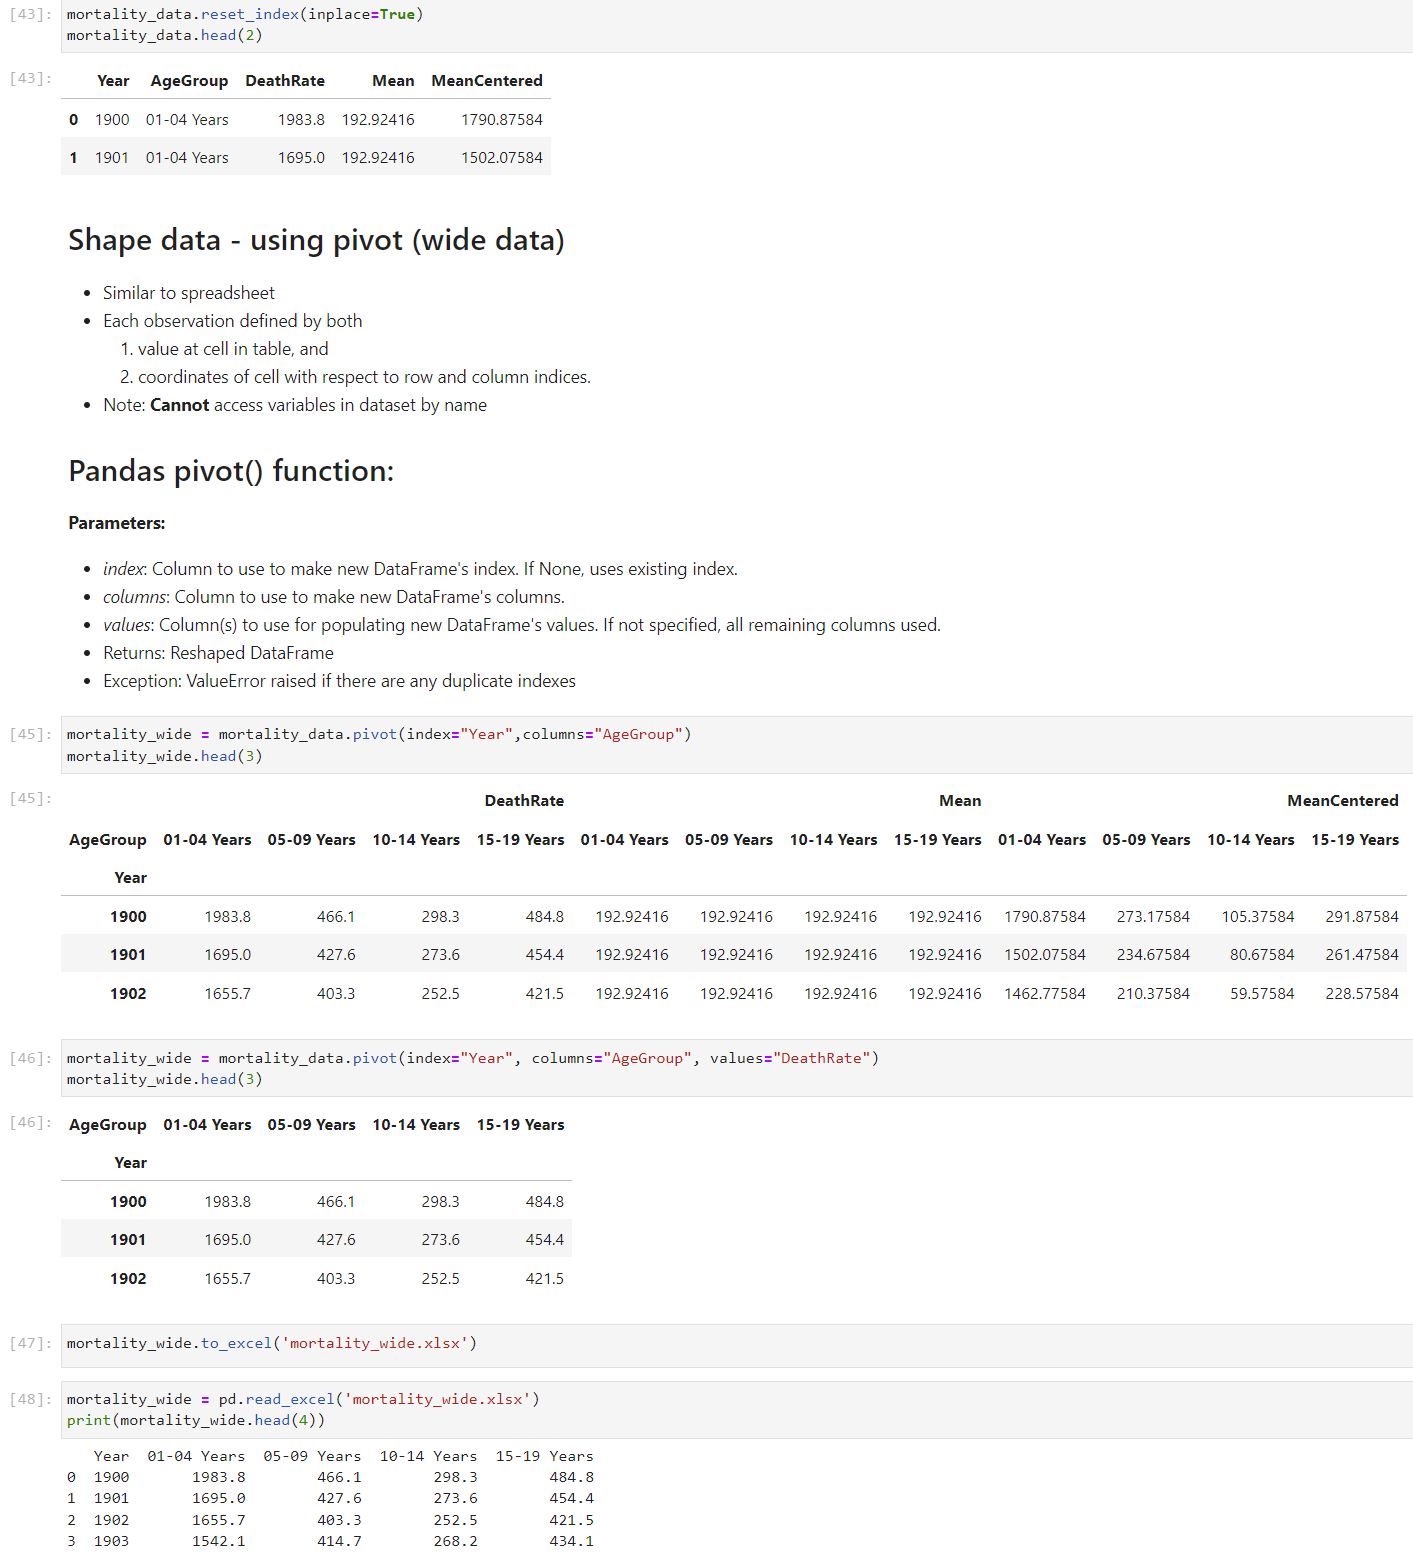 [43]: mortality_data.reset_index(inplace=True)
mortality_data.head(2)
[43]: Year AgeGroup DeathRate Mean MeanCentered
0 1900 01-04 Years 1983.8 192.92416 1790.87584
1 1901 01-04 Years 1695.0 192.92416 1502.07584
Shape data - using pivot (wide data)
• Similar to spreadsheet
• Each observation defined by both
1. value at cell in table, and
2. coordinates of cell with respect to row and column indices.
• Note: Cannot access variables in dataset by name
Pandas pivot() function:
Parameters:
• index: Column to use to make new DataFrame's index. If None, uses existing index.
• columns: Column to use to make new DataFrame's columns.
• values: Column(s) to use for populating new DataFrame's values. If not specified, all remaining columns used.
• Returns: Reshaped DataFrame
• Exception: ValueError raised if there are any duplicate indexes
[45]: mortality_wide = mortality_data.pivot(index="Year",columns="AgeGroup")
mortality_wide.head(3)
[45]: DeathRate Mean MeanCentered
AgeGroup 01-04 Years 05-09 Years 10-14 Years 15-19 Years 01-04 Years 05-09 Years 10-14 Years 15-19 Years 01-04 Years 05-09 Years 10-14 Years 15-19 Years
Year
1900 1983.8 466.1 298.3 484.8 192.92416 192.92416 192.92416 192.92416 1790.87584 273.17584 105.37584 291.87584
1901 1695.0 427.6 273.6 454.4 192.92416 192.92416 192.92416 192.92416 1502.07584 234.67584 80.67584 261.47584
1902 1655.7 403.3 252.5 421.5 192.92416 192.92416 192.92416 192.92416 1462.77584 210.37584 59.57584 228.57584
[46]: mortality_wide = mortality_data.pivot(index="Year", columns="AgeGroup", values="DeathRate")
mortality_wide.head(3)
[46]: AgeGroup 01-04 Years 05-09 Years 10-14 Years 15-19 Years
Year
1900 1983.8 466.1 298.3 484.8
1901 1695.0 427.6 273.6 454.4
1902 1655.7 403.3 252.5 421.5
[47]: mortality_wide.to_excel('mortality_wide.xlsx')
[48]: mortality_wide = pd.read_excel('mortality_wide.xlsx')
print(mortality_wide.head(4))
Year 01-04 Years 05-09 Years 10-14 Years 15-19 Years
0 1900 1983.8 466.1 298.3 484.8
1 1901 1695.0 427.6 273.6 454.4
2 1902 1655.7 403.3 252.5 421.5
3 1903 1542.1 414.7 268.2 434.1